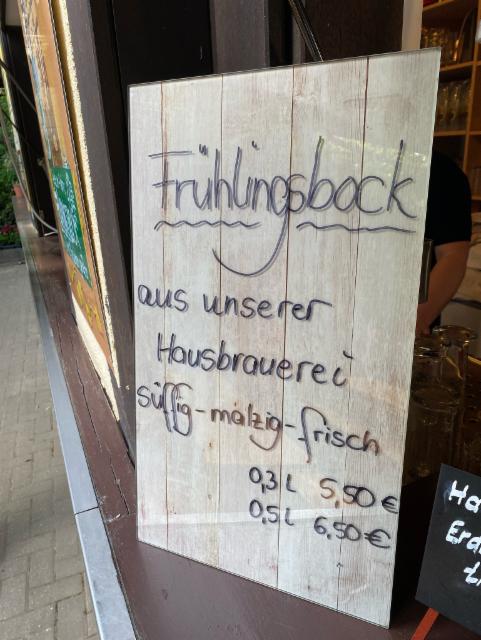 Frühlingsbock
aus unserer
Hausbrauerei
süffig-malzig-frisch
0,3 L 5,50 €
0,5 L 6,50 €